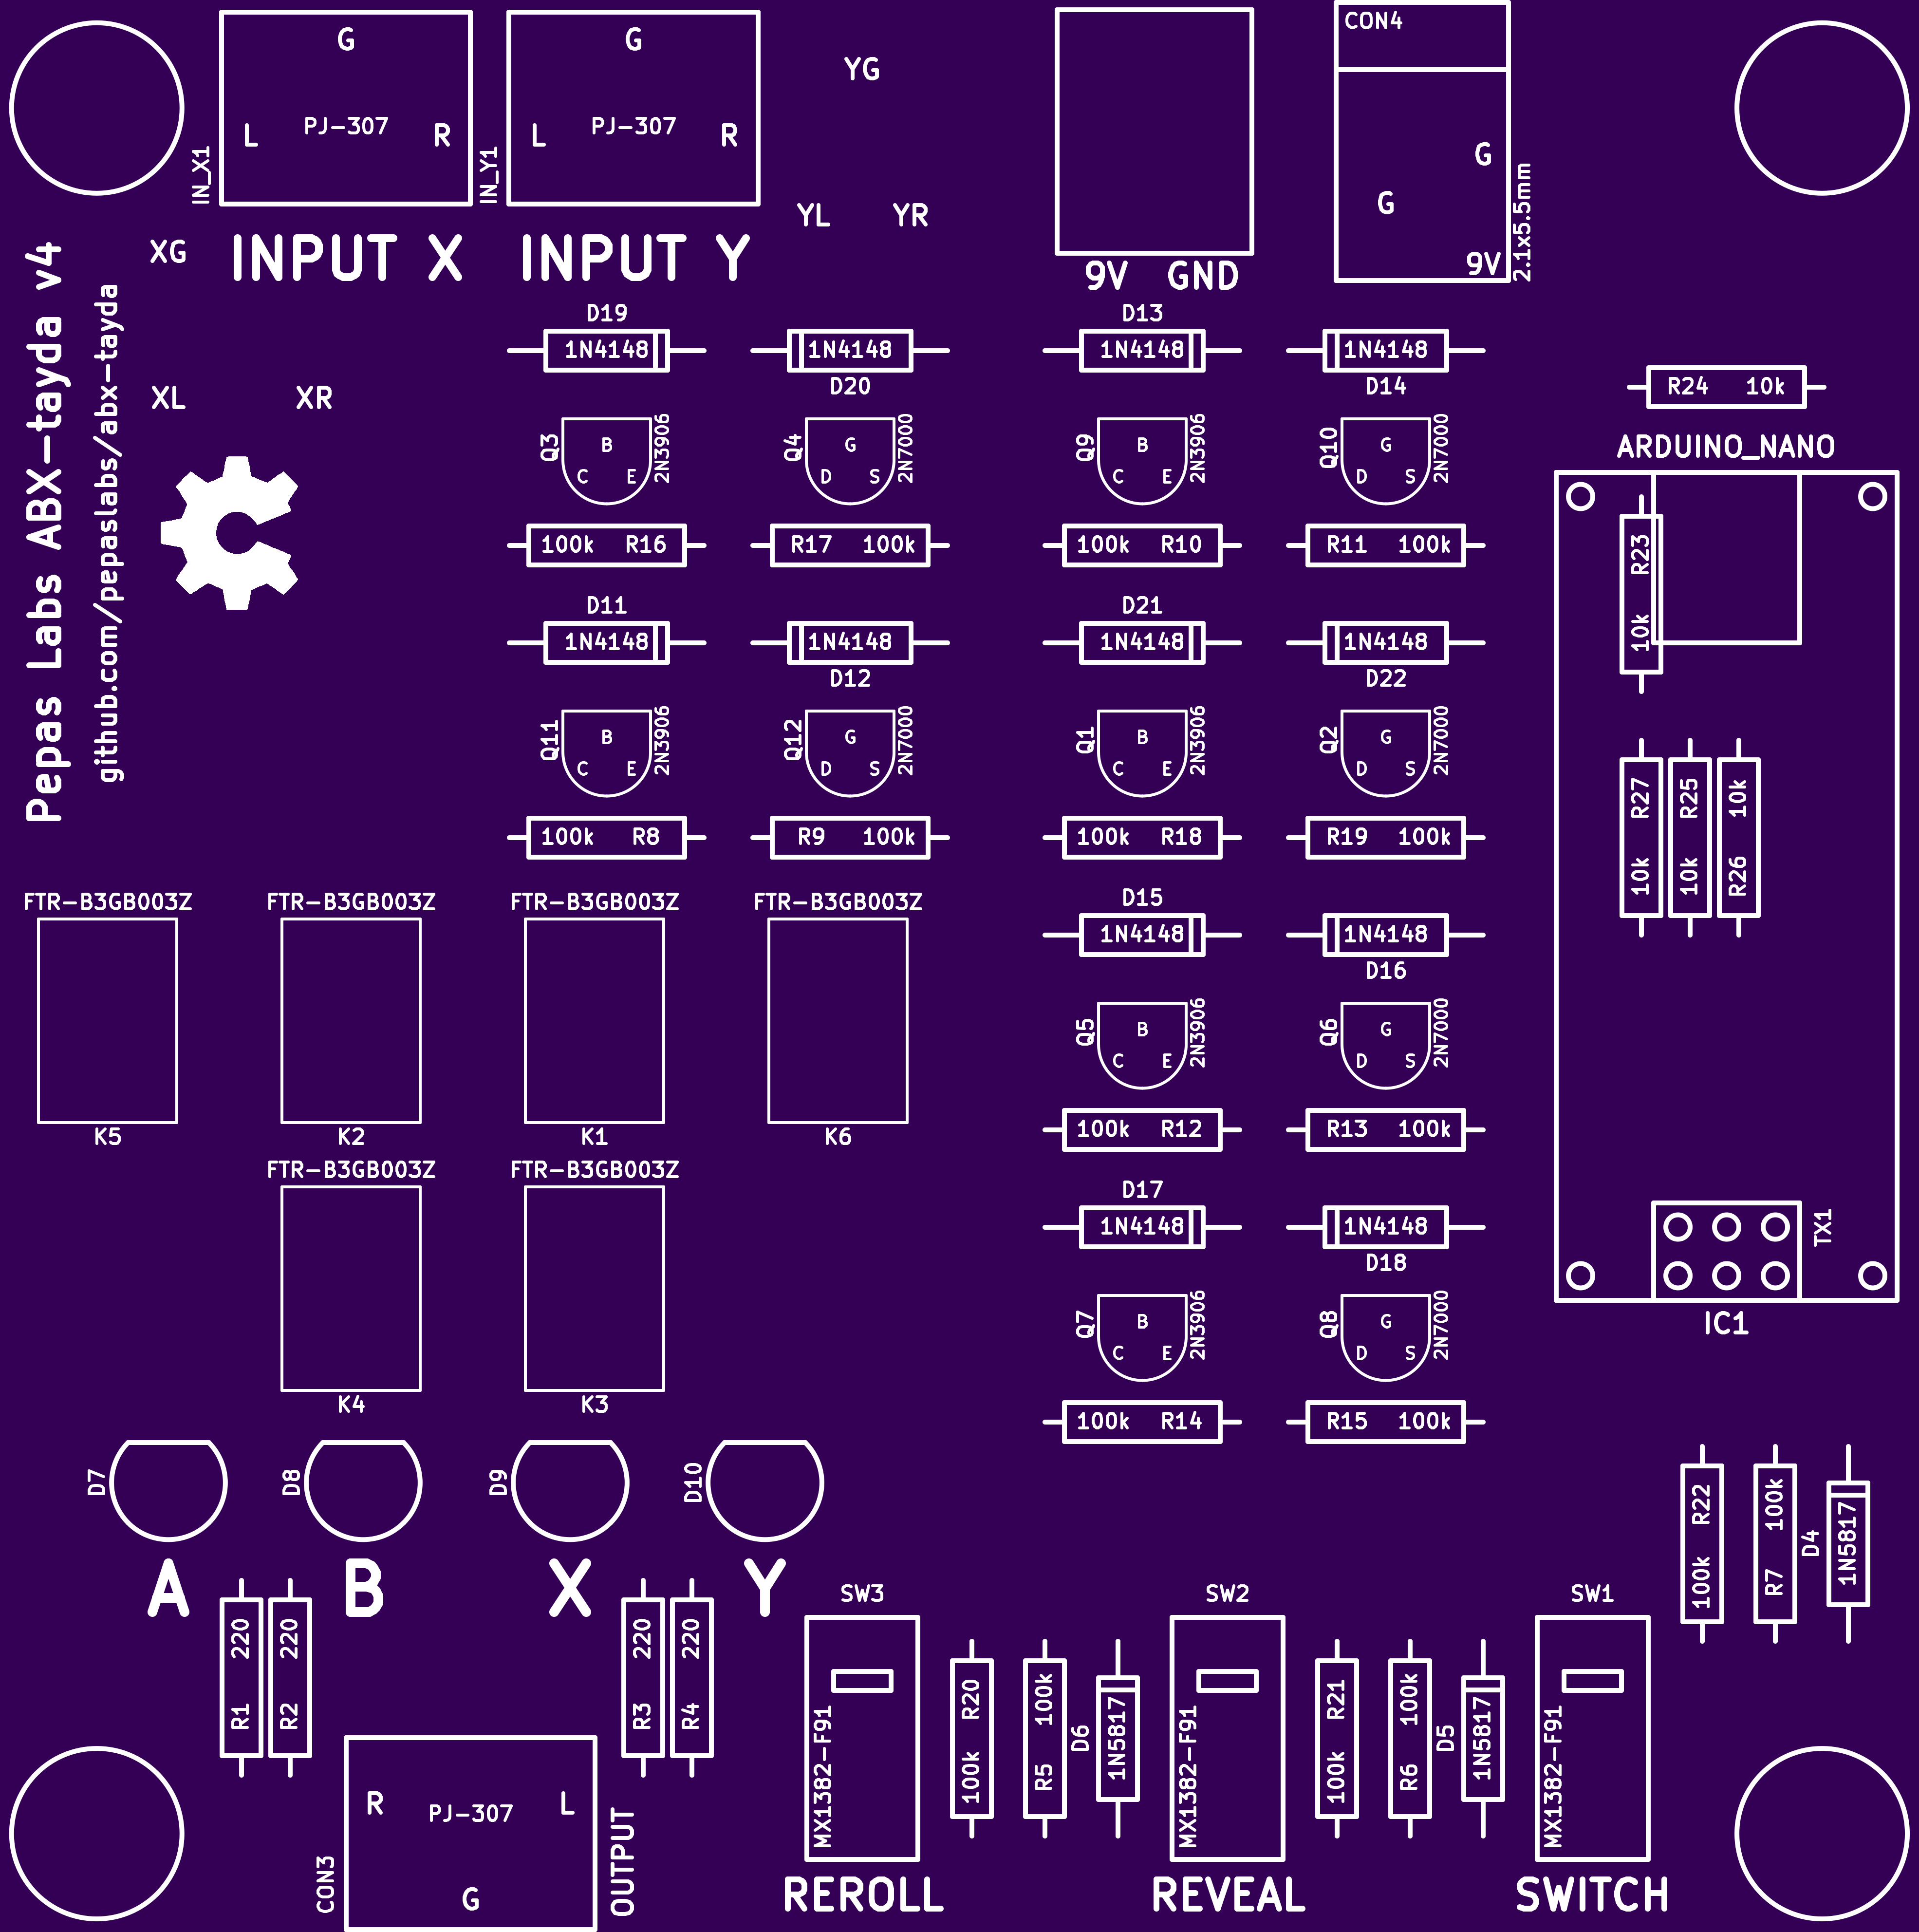 G
L PJ-307 R
IN_X1
G
L PJ-307 R
IN_Y1
YG
YL YR
CON4
G
G
9V
2.1x5.5mm
INPUT X
INPUT Y
9V GND
XG
XL XR
Pepas Labs ABX-tayda v4
github.com/pepaslabs/abx-tayda
D19
1N4148
1N4148
D20
D13
1N4148
1N4148
D14
Q3
B
C E
2N3906
Q4
G
D S
2N7000
Q9
B
C E
2N3906
Q10
G
D S
2N7000
100k R16
R17 100k
100k R10
R11 100k
R24 10k
ARDUINO_NANO
10k R23
D11
1N4148
1N4148
D12
D21
1N4148
1N4148
D22
Q11
B
C E
2N3906
Q12
G
D S
2N7000
Q1
B
C E
2N3906
Q2
G
D S
2N7000
100k R8
R9 100k
100k R18
R19 100k
10k R27
10k R25
R26 10k
FTR-B3GB003Z
K5
FTR-B3GB003Z
K2
FTR-B3GB003Z
K1
FTR-B3GB003Z
K6
D15
1N4148
1N4148
D16
Q5
B
C E
2N3906
Q6
G
D S
2N7000
100k R12
R13 100k
FTR-B3GB003Z
K4
FTR-B3GB003Z
K3
D17
1N4148
1N4148
D18
Q7
B
C E
2N3906
Q8
G
D S
2N7000
100k R14
R15 100k
TX1
IC1
D7
D8
D9
D10
A B X Y
R1 220
R2 220
R3 220
R4 220
100k R22
R7 100k
D4
1N5817
R PJ-307 L
G
CON3
OUTPUT
SW3
MX1382-F91
REROLL
100k R20
R5 100k
D6
1N5817
SW2
MX1382-F91
REVEAL
100k R21
R6 100k
D5
1N5817
SW1
MX1382-F91
SWITCH